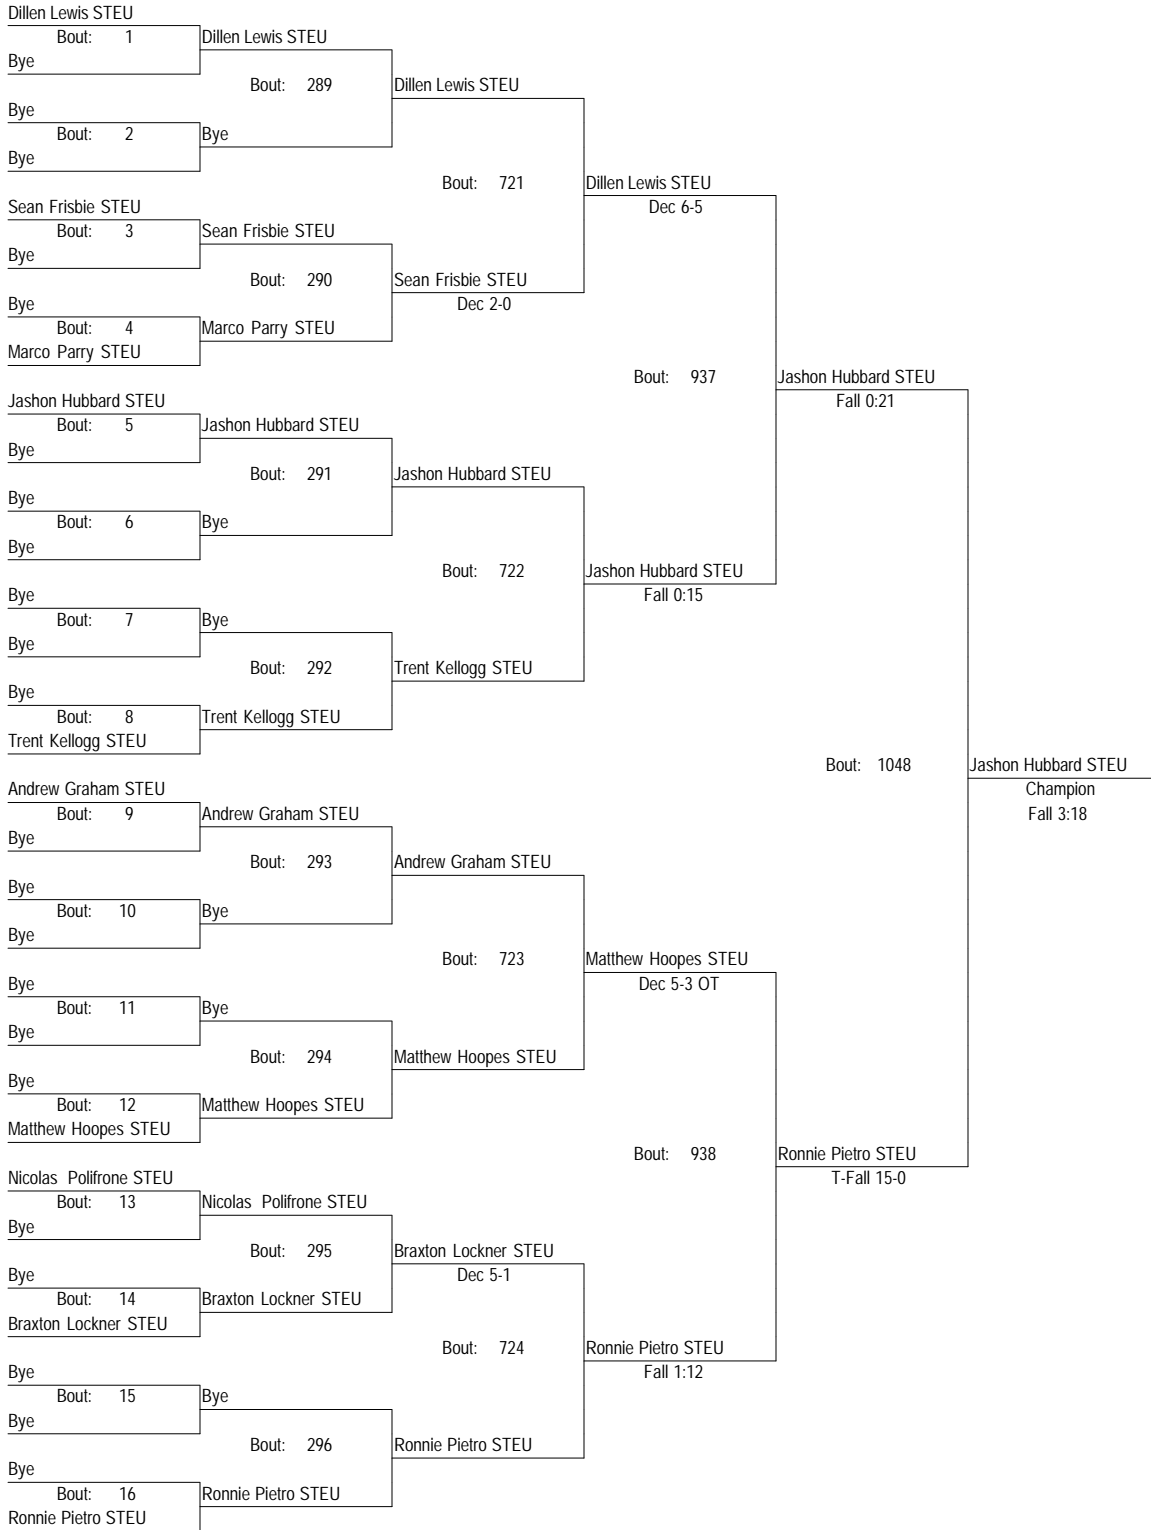 Dillen Lewis STEU
Bout: 1 Dillen Lewis STEU
Bye
Bout: 289 Dillen Lewis STEU
Bye
Bout: 2 Bye
Bye
Bout: 721 Dillen Lewis STEU
Dec 6-5
Sean Frisbie STEU
Bout: 3 Sean Frisbie STEU
Bye
Bout: 290 Sean Frisbie STEU
Dec 2-0
Bye
Bout: 4 Marco Parry STEU
Marco Parry STEU
Bout: 937 Jashon Hubbard STEU
Fall 0:21
Jashon Hubbard STEU
Bout: 5 Jashon Hubbard STEU
Bye
Bout: 291 Jashon Hubbard STEU
Bye
Bout: 6 Bye
Bye
Bout: 722 Jashon Hubbard STEU
Fall 0:15
Bye
Bout: 7 Bye
Bye
Bout: 292 Trent Kellogg STEU
Bye
Bout: 8 Trent Kellogg STEU
Trent Kellogg STEU
Bout: 1048 Jashon Hubbard STEU
Champion
Fall 3:18
Andrew Graham STEU
Bout: 9 Andrew Graham STEU
Bye
Bout: 293 Andrew Graham STEU
Bye
Bout: 10 Bye
Bye
Bout: 723 Matthew Hoopes STEU
Dec 5-3 OT
Bye
Bout: 11 Bye
Bye
Bout: 294 Matthew Hoopes STEU
Bye
Bout: 12 Matthew Hoopes STEU
Matthew Hoopes STEU
Bout: 938 Ronnie Pietro STEU
T-Fall 15-0
Nicolas Polifrone STEU
Bout: 13 Nicolas Polifrone STEU
Bye
Bout: 295 Braxton Lockner STEU
Dec 5-1
Bye
Bout: 14 Braxton Lockner STEU
Braxton Lockner STEU
Bout: 724 Ronnie Pietro STEU
Fall 1:12
Bye
Bout: 15 Bye
Bye
Bout: 296 Ronnie Pietro STEU
Bye
Bout: 16 Ronnie Pietro STEU
Ronnie Pietro STEU